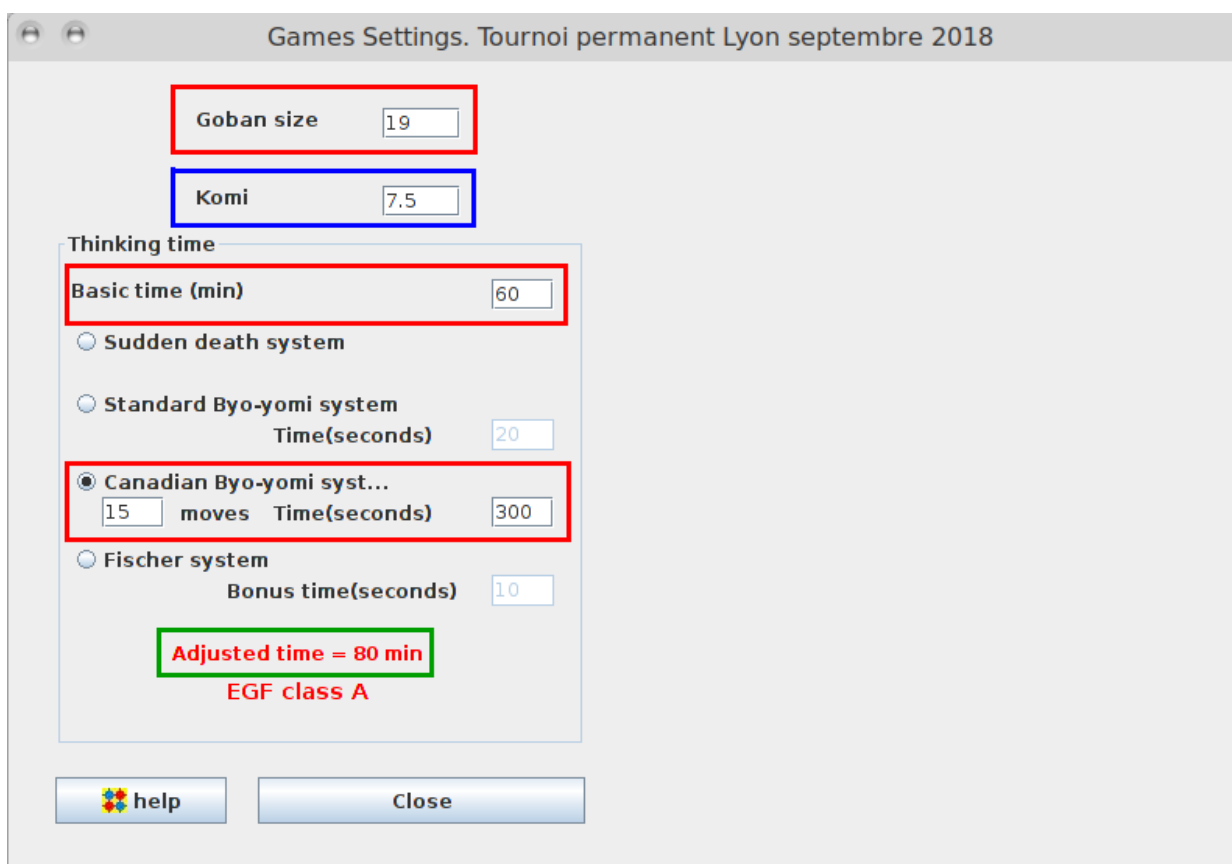 Games Settings. Tournoi permanent Lyon septembre 2018
Goban size 19
Komi 7.5
Thinking time
Basic time (min) 60
Sudden death system
Standard Byo-yomi system
Time(seconds) 20
Canadian Byo-yomi syst...
15 moves Time(seconds) 300
Fischer system
Bonus time(seconds) 10
Adjusted time = 80 min
EGF class A
help Close